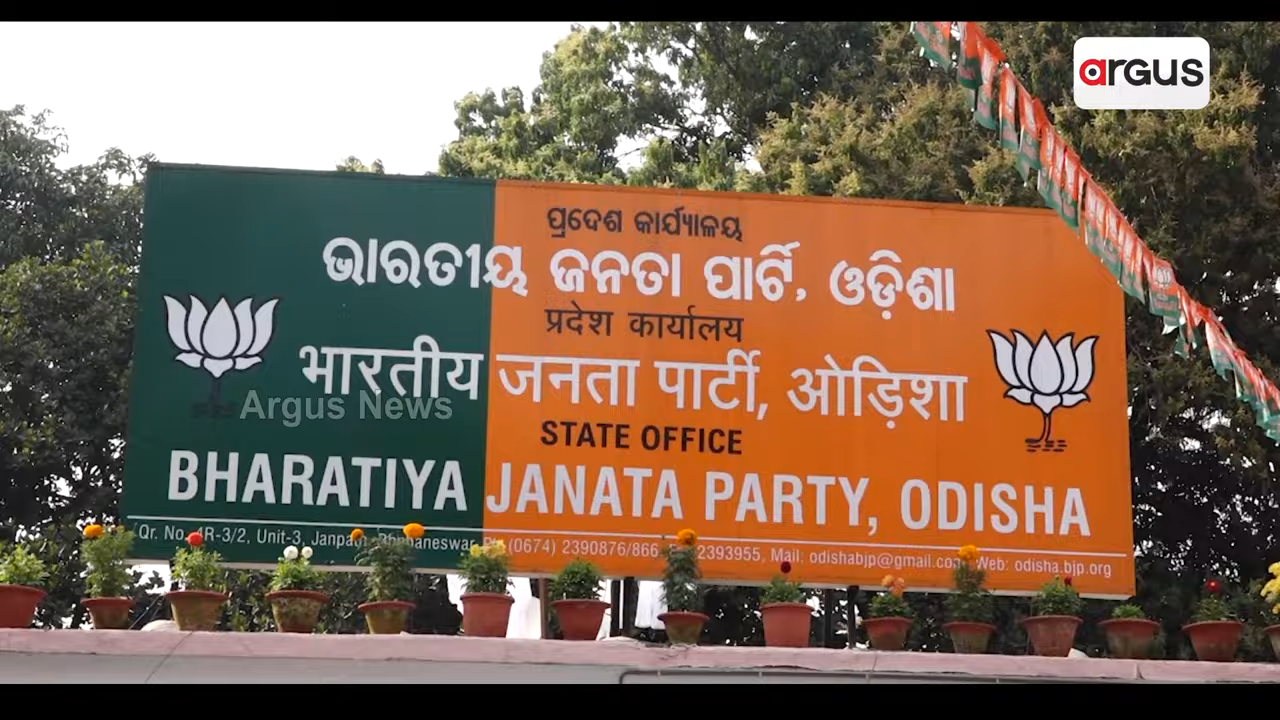 argus
ପ୍ରଦେଶ କାର୍ଯ୍ୟାଳୟ
ଭାରତୀୟ ଜନତା ପାର୍ଟି, ଓଡ଼ିଶା
प्रदेश कार्यालय
भारतीय जनता पार्टी, ओड़िशा
Argus News
STATE OFFICE
BHARATIYA JANATA PARTY, ODISHA
Qr. No. 4R-3/2, Unit-3, Janpath, Bhubaneswar, (0674) 2390876/866 2393955, Mail: odishabjp@gmail.com, Web: odisha.bjp.org